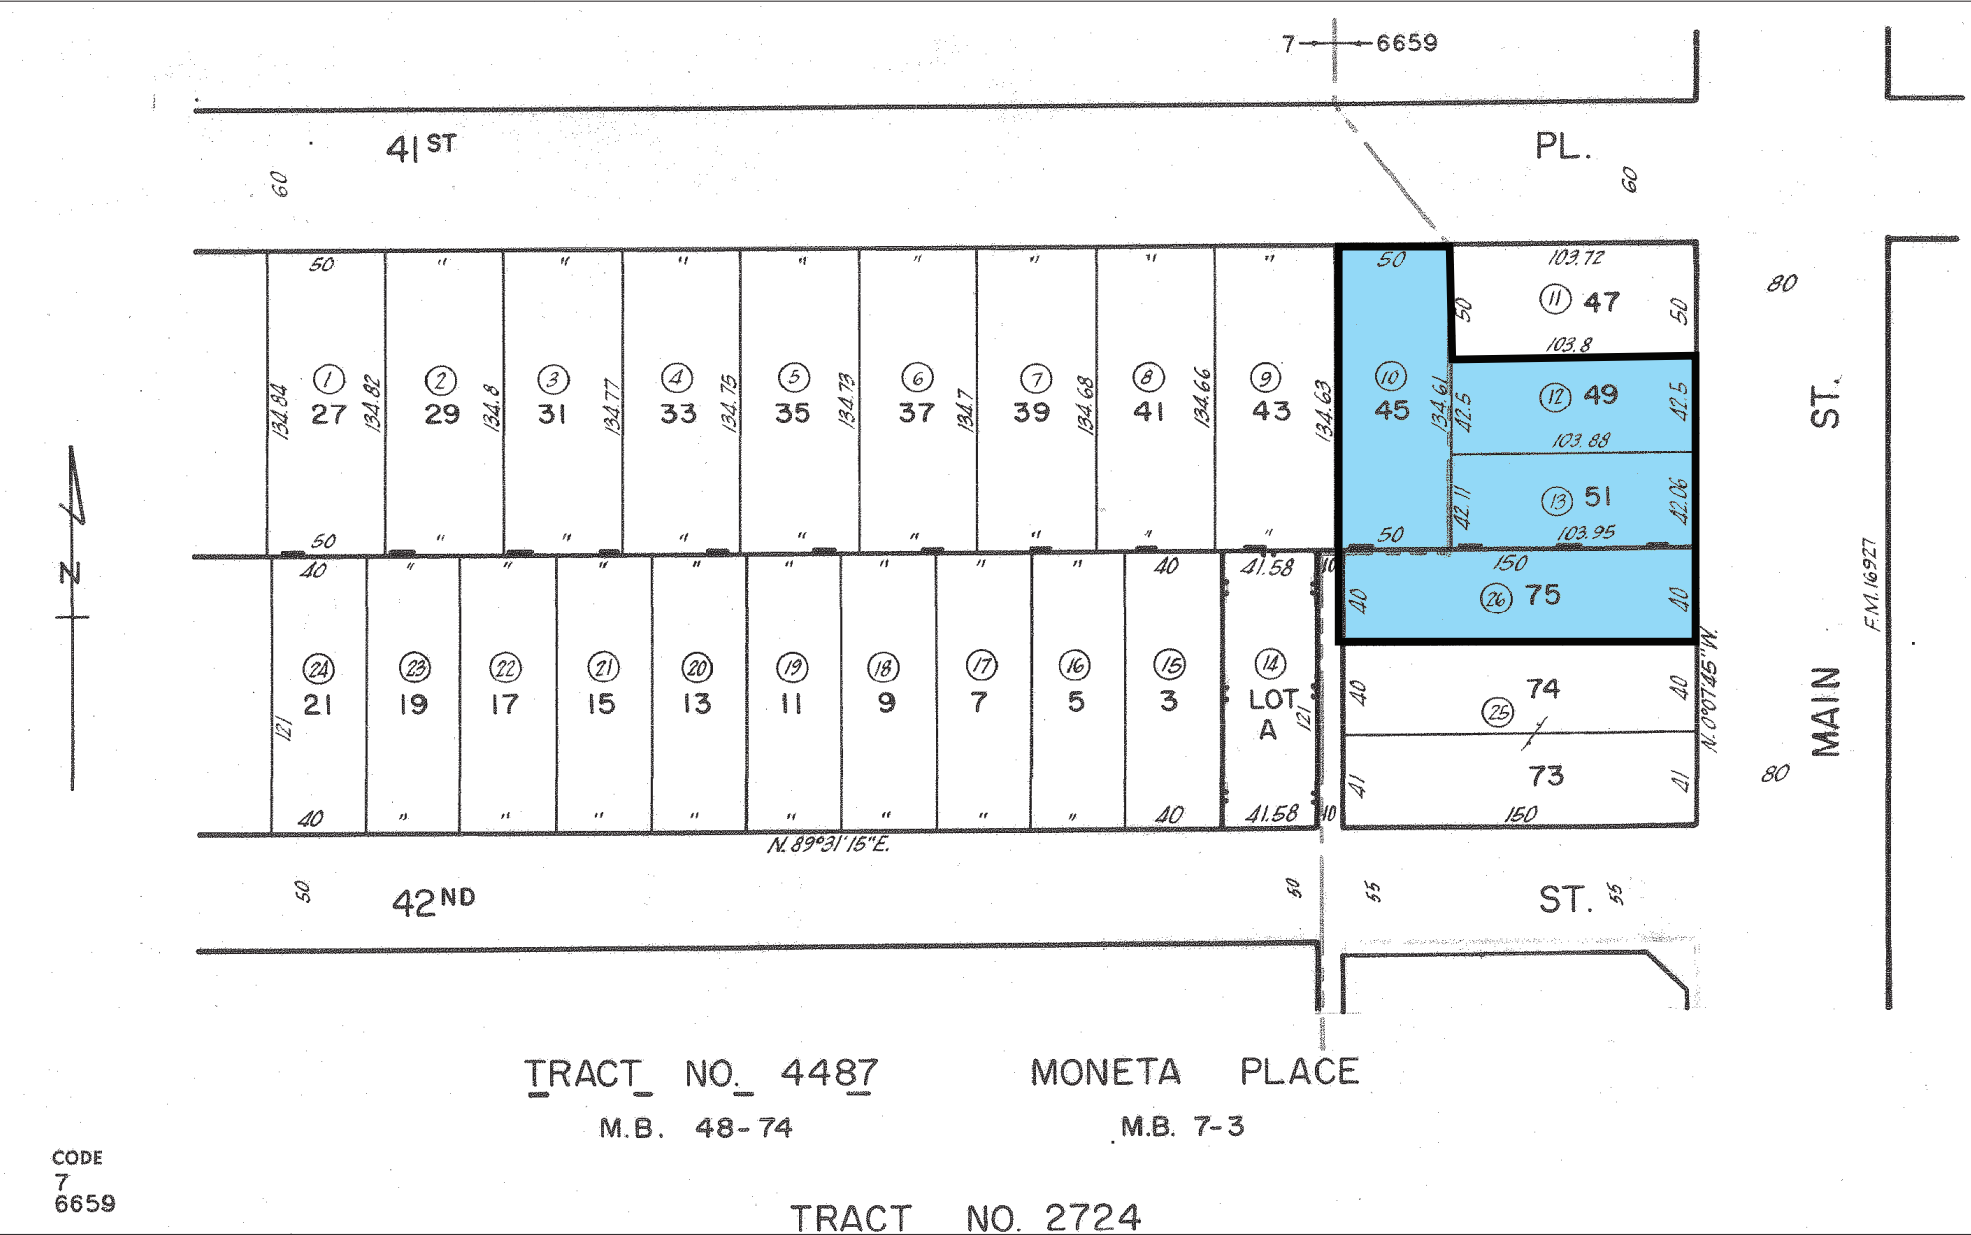 7 6659
41ST PL.
60 60
50 " " " " " " " " 50 103.72
80
134.84 134.82 134.8 134.77 134.75 134.73 134.7 134.68 134.66 134.63 134.61
50 11 47 50
103.8
1 2 3 4 5 6 7 8 9 10
27 29 31 33 35 37 39 41 43 45
42.5 12 49 42.5
103.88
42.11 13 51 42.06
103.95
50 " " " " " " " " 50
ST.
40 " " " " " " " 40 41.58 10 150
40 26 75 40
N
F.M. 16927
24 23 22 21 20 19 18 17 16 15 14
21 19 17 15 13 11 9 7 5 3 LOT
A
121 121
40 74 40
25
N. 0°07'45"W.
MAIN
41 73 41
80
40 " " " " " " " " 40 41.58 10 150
N. 89°31'15"E.
50 50 55 55
42ND ST.
TRACT NO. 4487 MONETA PLACE
M.B. 48-74 M.B. 7-3
CODE
7
6659
TRACT NO. 2724